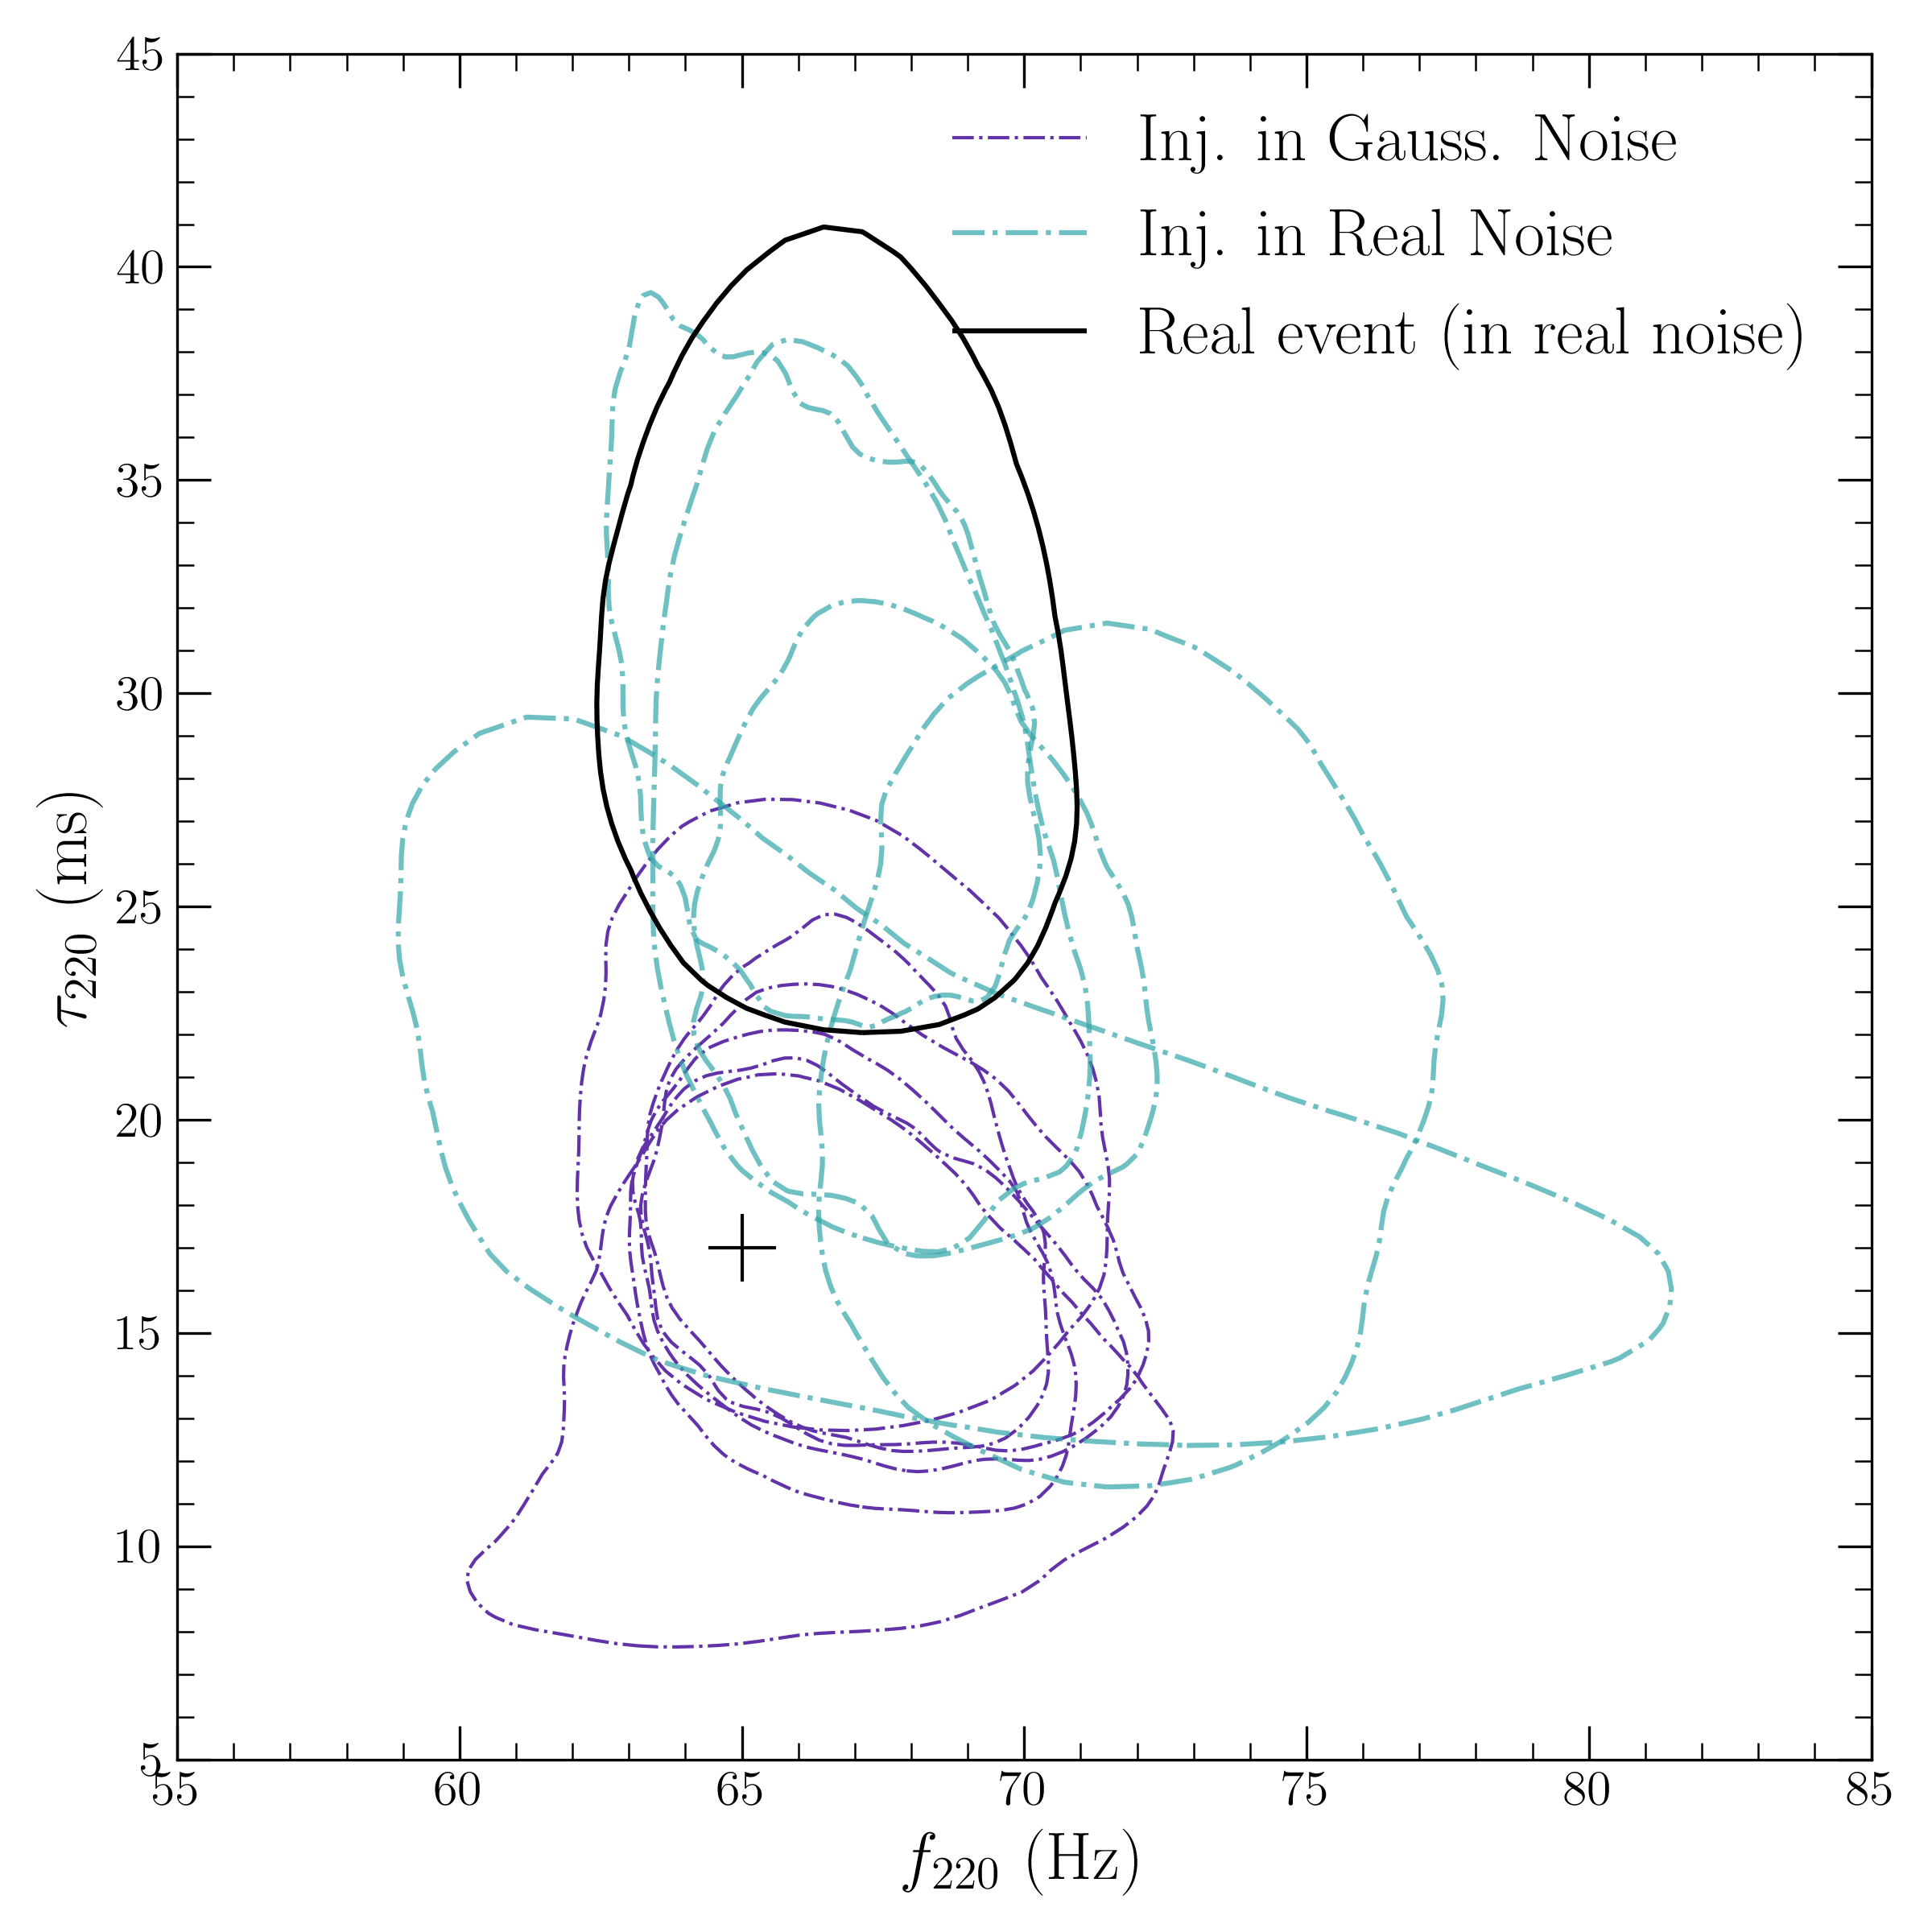 Inj. in Gauss. Noise
Inj. in Real Noise
Real event (in real noise)
45
40
35
30
25
20
15
10
5
τ220 (ms)
55 60 65 70 75 80 85
f220 (Hz)